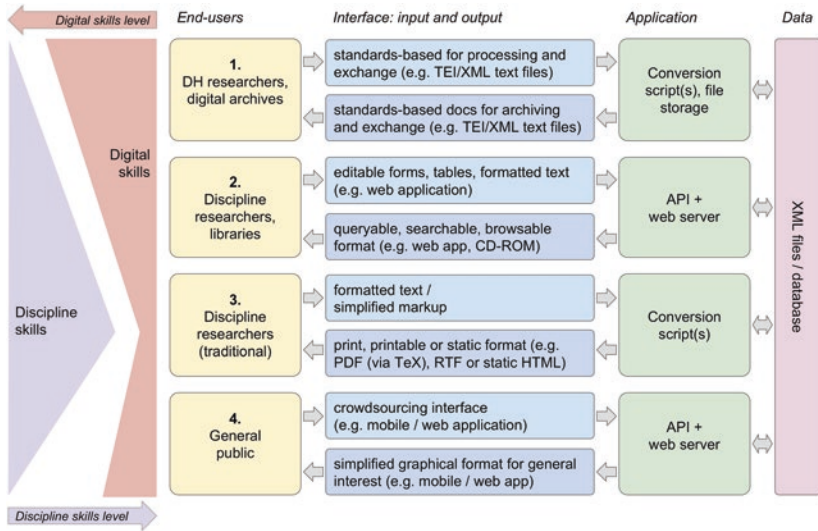 Digital skills level
End-users
Interface: input and output
Application
Data
Digital
skills
Discipline
skills
1.
DH researchers,
digital archives
standards-based for processing and
exchange (e.g. TEI/XML text files)
standards-based docs for archiving
and exchange (e.g. TEI/XML text files)
Conversion
script(s), file
storage
2.
Discipline
researchers,
libraries
editable forms, tables, formatted text
(e.g. web application)
queryable, searchable, browsable
format (e.g. web app, CD-ROM)
API +
web server
3.
Discipline
researchers
(traditional)
formatted text /
simplified markup
print, printable or static format (e.g.
PDF (via TeX), RTF or static HTML)
Conversion
script(s)
4.
General
public
crowdsourcing interface
(e.g. mobile / web application)
simplified graphical format for general
interest (e.g. mobile / web app)
API +
web server
XML files / database
Discipline skills level